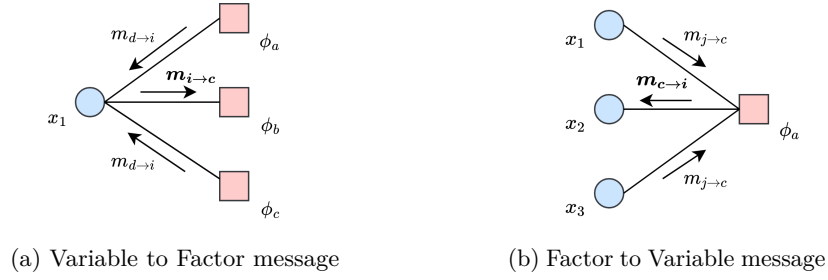 m_{d→i}
ϕ_a
m_{i→c}
x_1
ϕ_b
m_{d→i}
ϕ_c
(a) Variable to Factor message
x_1
m_{j→c}
m_{c→i}
x_2
ϕ_a
m_{j→c}
x_3
(b) Factor to Variable message